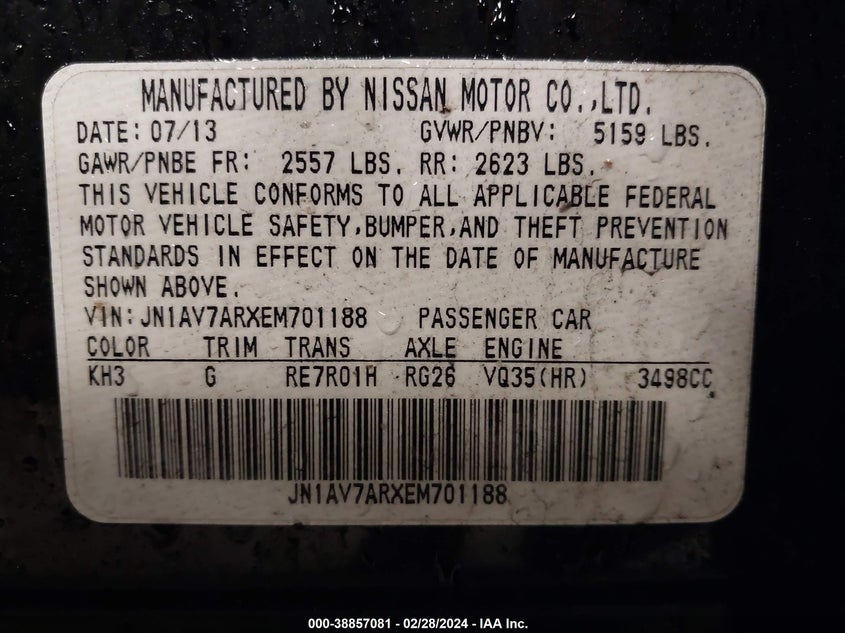 MANUFACTURED BY NISSAN MOTOR CO.,LTD.
DATE: 07/13 GVWR/PNBV: 5159 LBS.
GAWR/PNBE FR: 2557 LBS. RR: 2623 LBS.
THIS VEHICLE CONFORMS TO ALL APPLICABLE FEDERAL
MOTOR VEHICLE SAFETY,BUMPER,AND THEFT PREVENTION
STANDARDS IN EFFECT ON THE DATE OF MANUFACTURE
SHOWN ABOVE.
VIN:JN1AV7ARXEM701188 PASSENGER CAR
COLOR TRIM TRANS AXLE ENGINE
KH3 G RE7R01H RG26 VQ35(HR) 3498CC
JN1AV7ARXEM701188
000-38857081 - 02/28/2024 - IAA Inc.